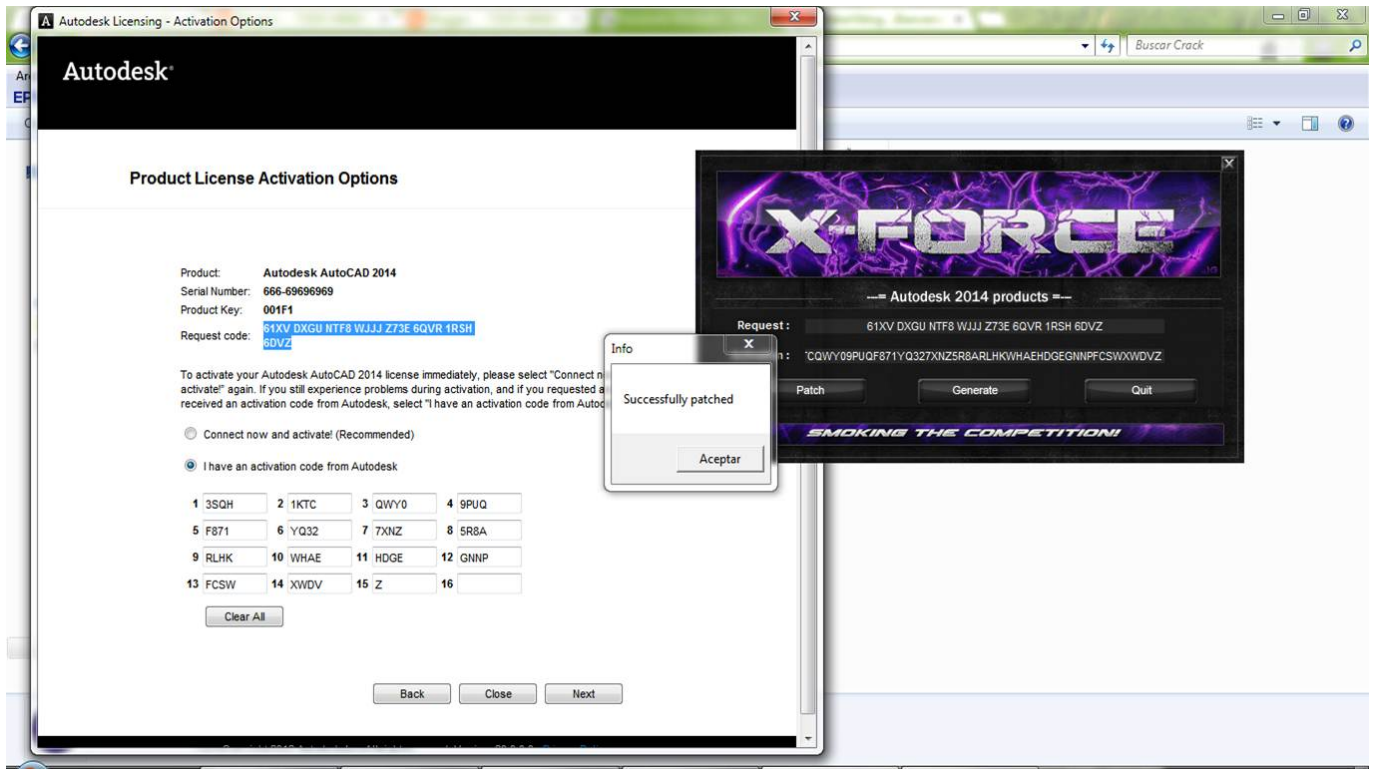 Autodesk Licensing - Activation Options
Buscar Crack
Autodesk
Product License Activation Options
Product: Autodesk AutoCAD 2014
Serial Number: 666-69696969
Product Key: 001F1
Request code: 61XV DXGU NTF8 WJJJ Z73E 6QVR 1RSH
6DVZ
To activate your Autodesk AutoCAD 2014 license immediately, please select "Connect
activate!" again. If you still experience problems during activation, and if you requested
received an activation code from Autodesk, select "I have an activation code from
Connect now and activate! (Recommended)
I have an activation code from Autodesk
1 3SQH 2 1KTC 3 QWY0 4 9PUQ
5 F871 6 YQ32 7 7XNZ 8 5R8A
9 RLHK 10 WHAE 11 HDGE 12 GNNP
13 FCSW 14 XWDV 15 Z 16
Clear All
Back Close Next
Info
Successfully patched
Aceptar
X-FORCE
---= Autodesk 2014 products =---
Request: 61XV DXGU NTF8 WJJJ Z73E 6QVR 1RSH 6DVZ
CQWY09PUQF871YQ327XNZ5R8ARLHKWHAEHDGEGNNPFCSWXWDVZ
Patch Generate Quit
SMOKING THE COMPETITION!